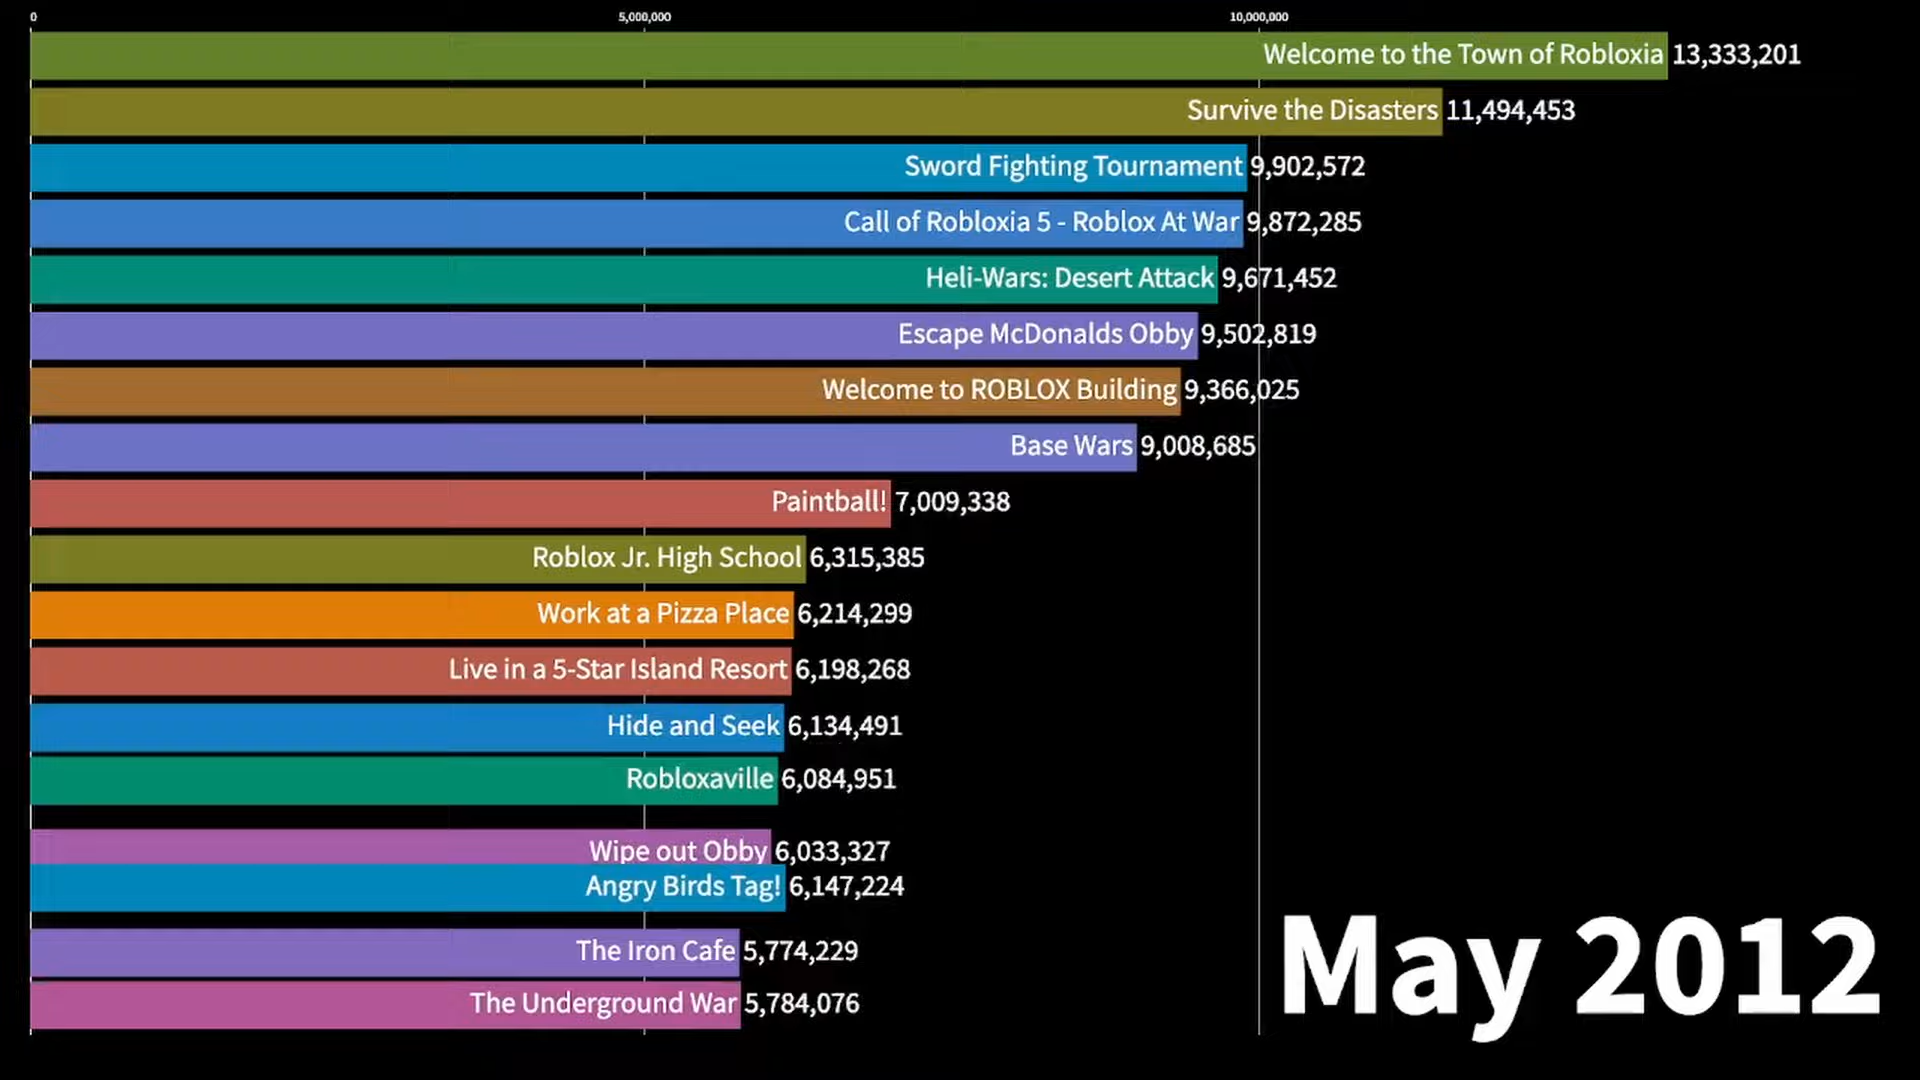 0 5,000,000 10,000,000
Welcome to the Town of Robloxia 13,333,201
Survive the Disasters 11,494,453
Sword Fighting Tournament 9,902,572
Call of Robloxia 5 - Roblox At War 9,872,285
Heli-Wars: Desert Attack 9,671,452
Escape McDonalds Obby 9,502,819
Welcome to ROBLOX Building 9,366,025
Base Wars 9,008,685
Paintball! 7,009,338
Roblox Jr. High School 6,315,385
Work at a Pizza Place 6,214,299
Live in a 5-Star Island Resort 6,198,268
Hide and Seek 6,134,491
Robloxaville 6,084,951
Wipe out Obby 6,033,327
Angry Birds Tag! 6,147,224
The Iron Cafe 5,774,229
The Underground War 5,784,076
May 2012